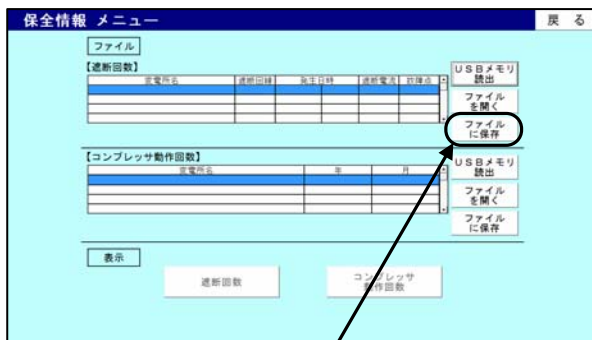 保全情報 メニュー
戻 る
ファイル
【遮断回数】
変電所名 遮断回線 発生日時 遮断電流 故障点
USBメモリ
読出
ファイル
を開く
ファイル
に保存
【コンプレッサ動作回数】
変電所名 年 月
USBメモリ
読出
ファイル
を開く
ファイル
に保存
表示
遮断回数
コンプレッサ
動作回数